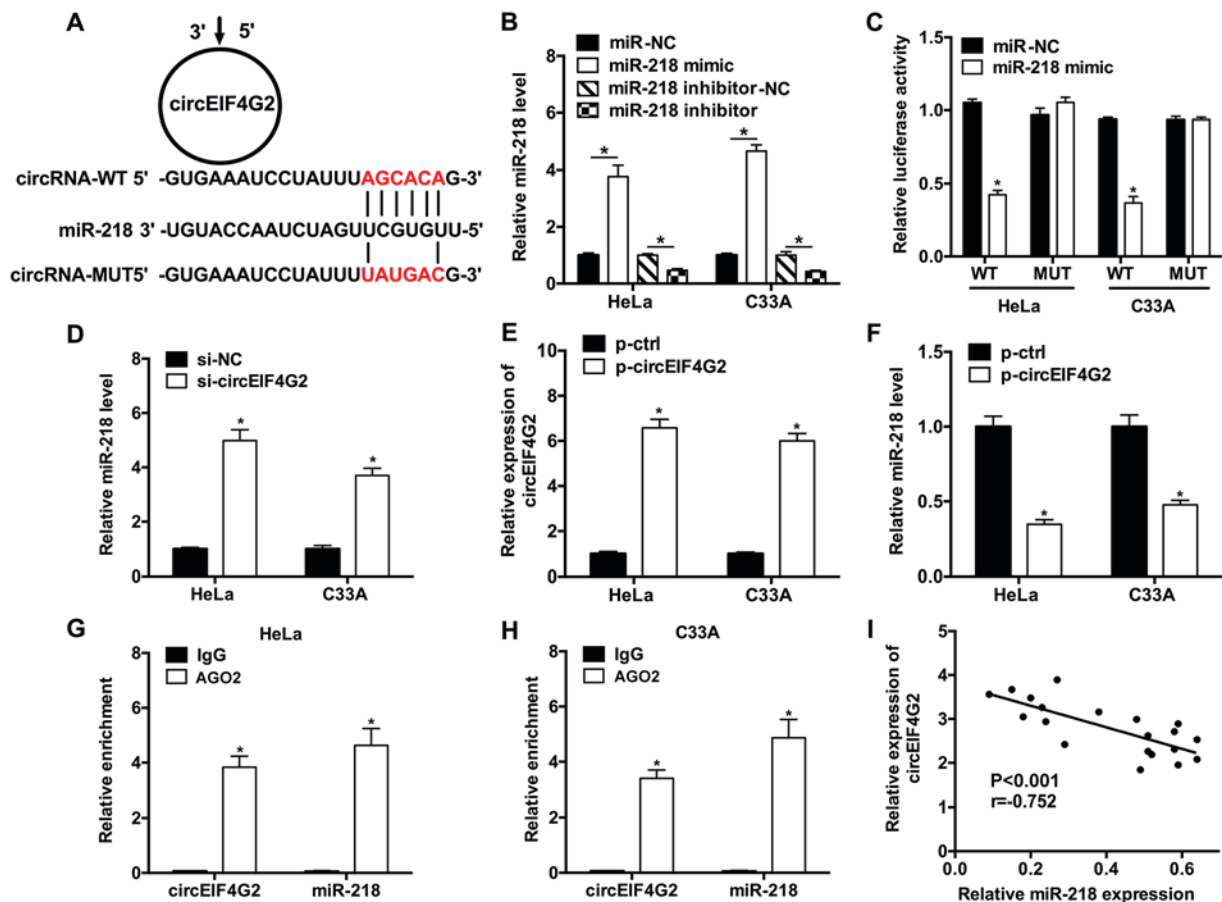 A
3' 5'
circEIF4G2
circRNA-WT 5' -GUGAAAUCCUAUUUAGCACAG-3'
miR-218 3' -UGUACCAAUCUAGUUCGUGUU-5'
circRNA-MUT5' -GUGAAAUCCUAUUUUAUGACG-3'
B
miR-NC
miR-218 mimic
miR-218 inhibitor-NC
miR-218 inhibitor
Relative miR-218 level
8
6
4
2
0
* * * *
HeLa C33A
C
miR-NC
miR-218 mimic
Relative luciferase activity
1.5
1.0
0.5
0.0
* *
WT MUT WT MUT
HeLa C33A
D
si-NC
si-circEIF4G2
Relative miR-218 level
8
6
4
2
0
* *
HeLa C33A
E
p-ctrl
p-circEIF4G2
Relative expression of
circEIF4G2
10
8
6
4
2
0
* *
HeLa C33A
F
p-ctrl
p-circEIF4G2
Relative miR-218 level
1.5
1.0
0.5
0.0
* *
HeLa C33A
G
HeLa
IgG
AGO2
Relative enrichment
8
6
4
2
0
* *
circEIF4G2 miR-218
H
C33A
IgG
AGO2
Relative enrichment
8
6
4
2
0
* *
circEIF4G2 miR-218
I
Relative expression of
circEIF4G2
5
4
3
2
1
0
P<0.001
r=-0.752
0.0 0.2 0.4 0.6
Relative miR-218 expression